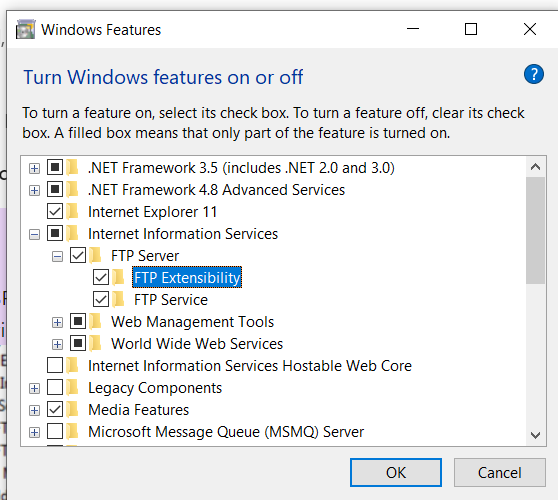 Windows Features
Turn Windows features on or off
To turn a feature on, select its check box. To turn a feature off, clear its check
box. A filled box means that only part of the feature is turned on.
.NET Framework 3.5 (includes .NET 2.0 and 3.0)
.NET Framework 4.8 Advanced Services
Internet Explorer 11
Internet Information Services
FTP Server
FTP Extensibility
FTP Service
Web Management Tools
World Wide Web Services
Internet Information Services Hostable Web Core
Legacy Components
Media Features
Microsoft Message Queue (MSMQ) Server
OK Cancel